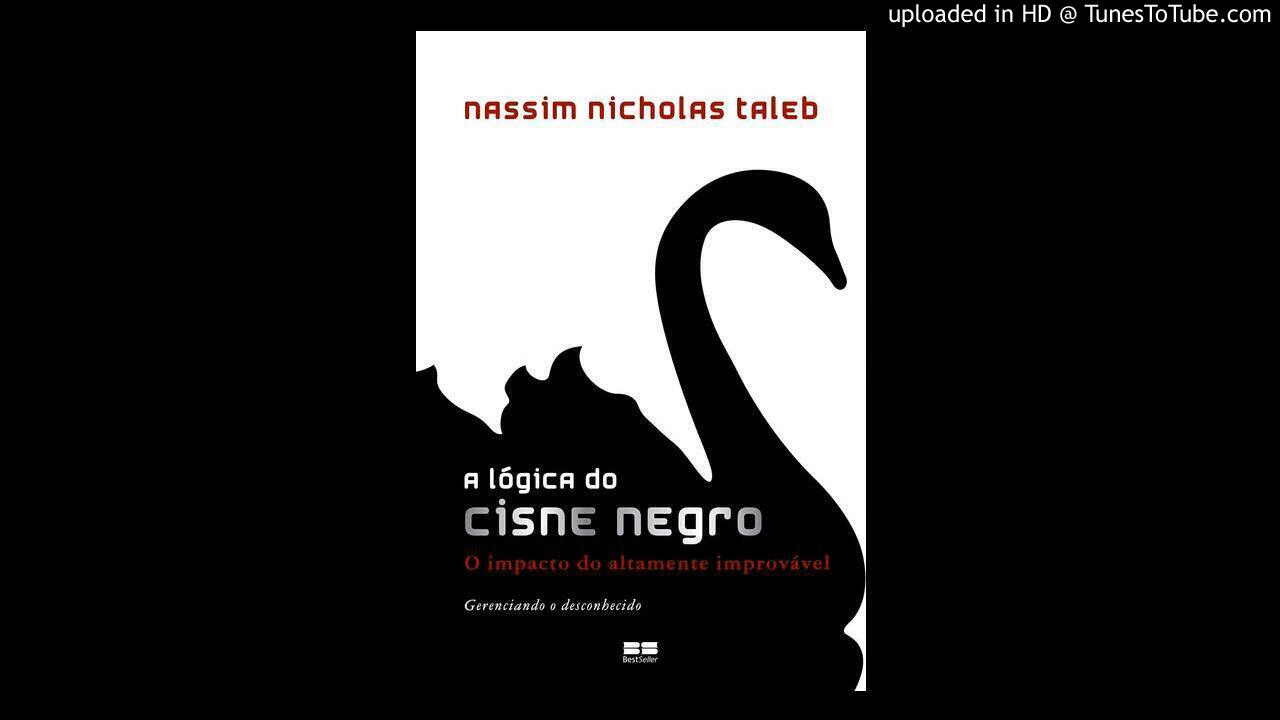 uploaded in HD @ TunesToTube.com
nassim nicholas taleb
a lógica do
cisne negro
O impacto do altamente improvável
Gerenciando o desconhecido
BS
BestSeller